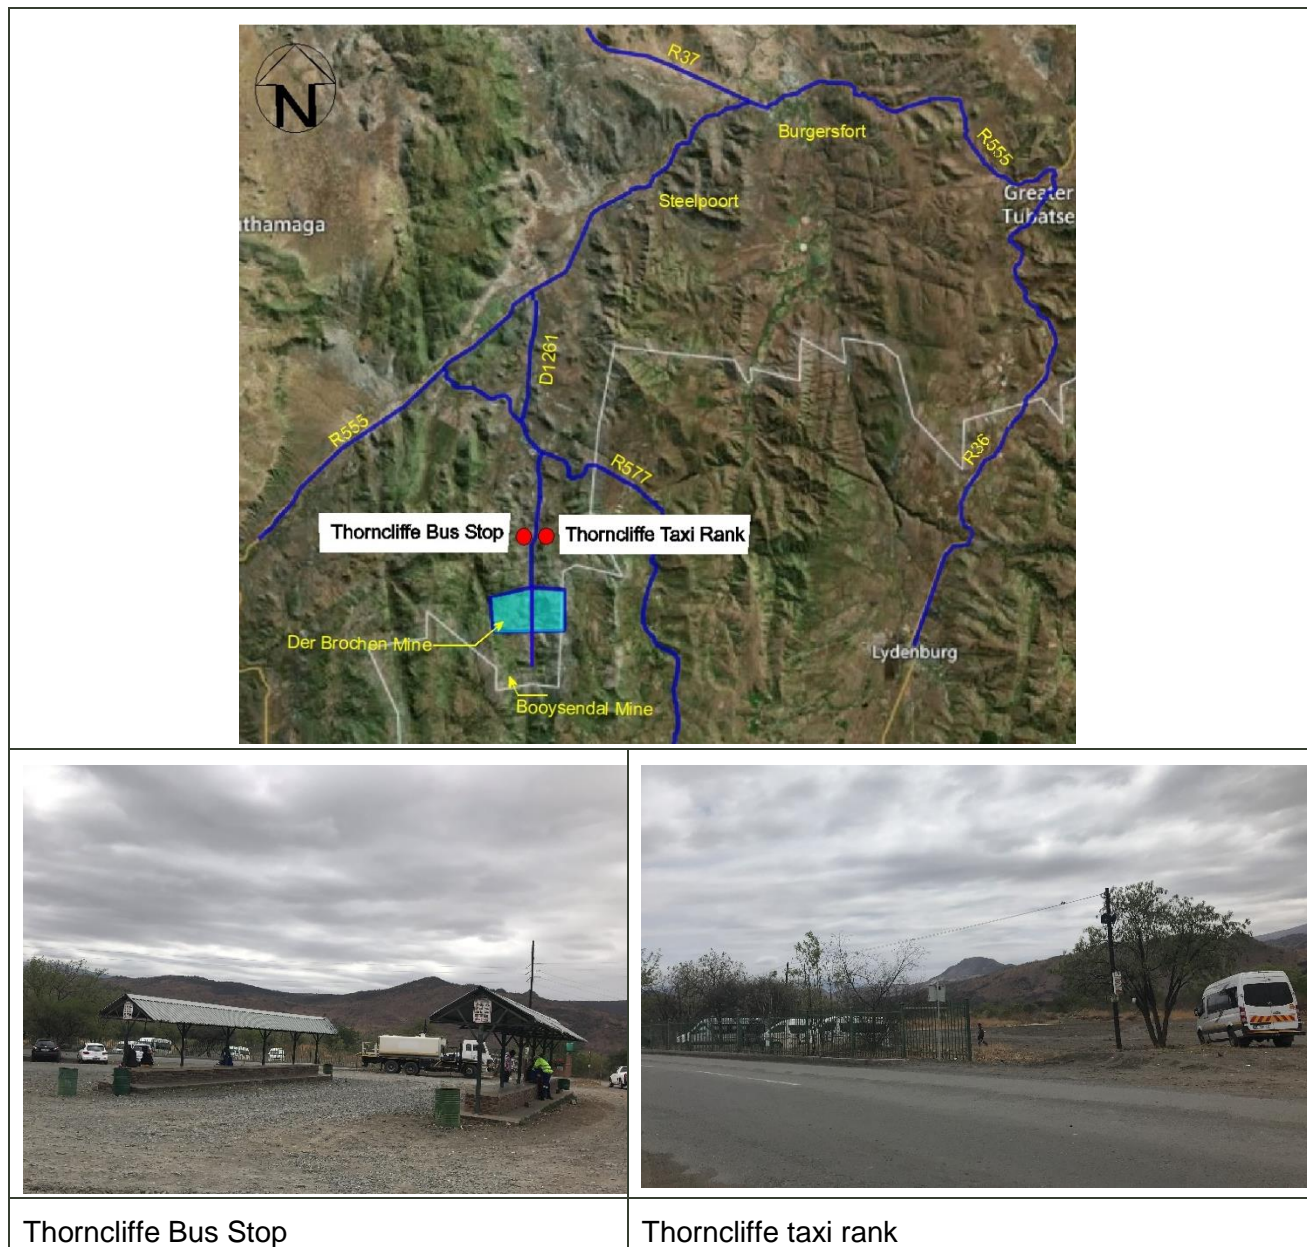 N
R37
Burgersfort
R555
Steelpoort
Greater
Tubatse
thamaga
D1261
R555
R36
R577
Thorncliffe Bus Stop
Thorncliffe Taxi Rank
Der Brochen Mine
Lydenburg
Booysendal Mine
Thorncliffe Bus Stop
Thorncliffe taxi rank